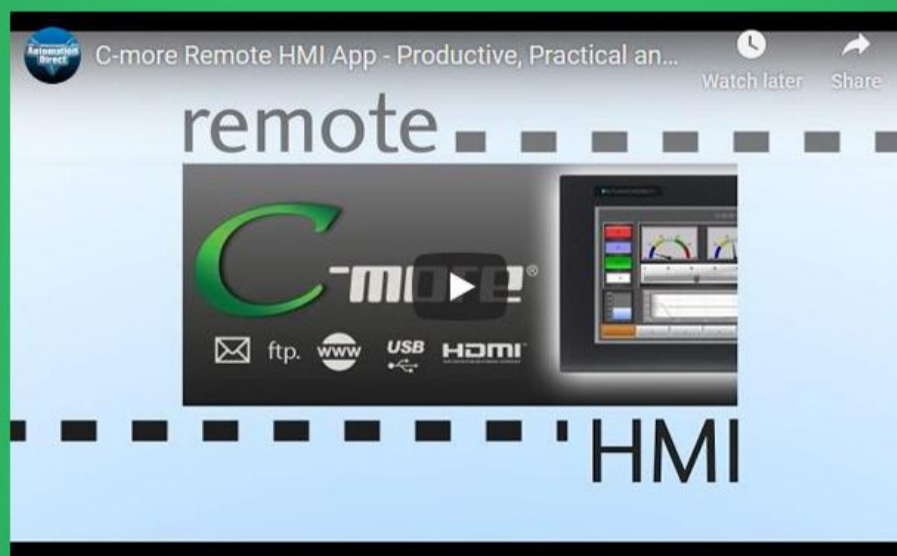 Automation
Direct
C-more Remote HMI App - Productive, Practical an...
Watch later
Share
remote
C-more®
ftp.
www
USB
HDMI
HMI